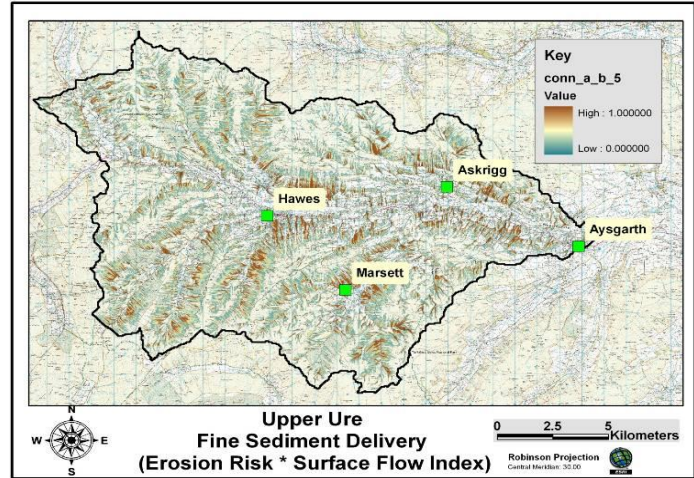 Key
conn_a_b_5
Value
High : 1.000000
Low : 0.000000
Askrigg
Hawes
Aysgarth
Marsett
N
W E
S
Upper Ure
Fine Sediment Delivery
(Erosion Risk * Surface Flow Index)
0 2.5 5
Kilometers
Robinson Projection
Central Meridian: 30.00